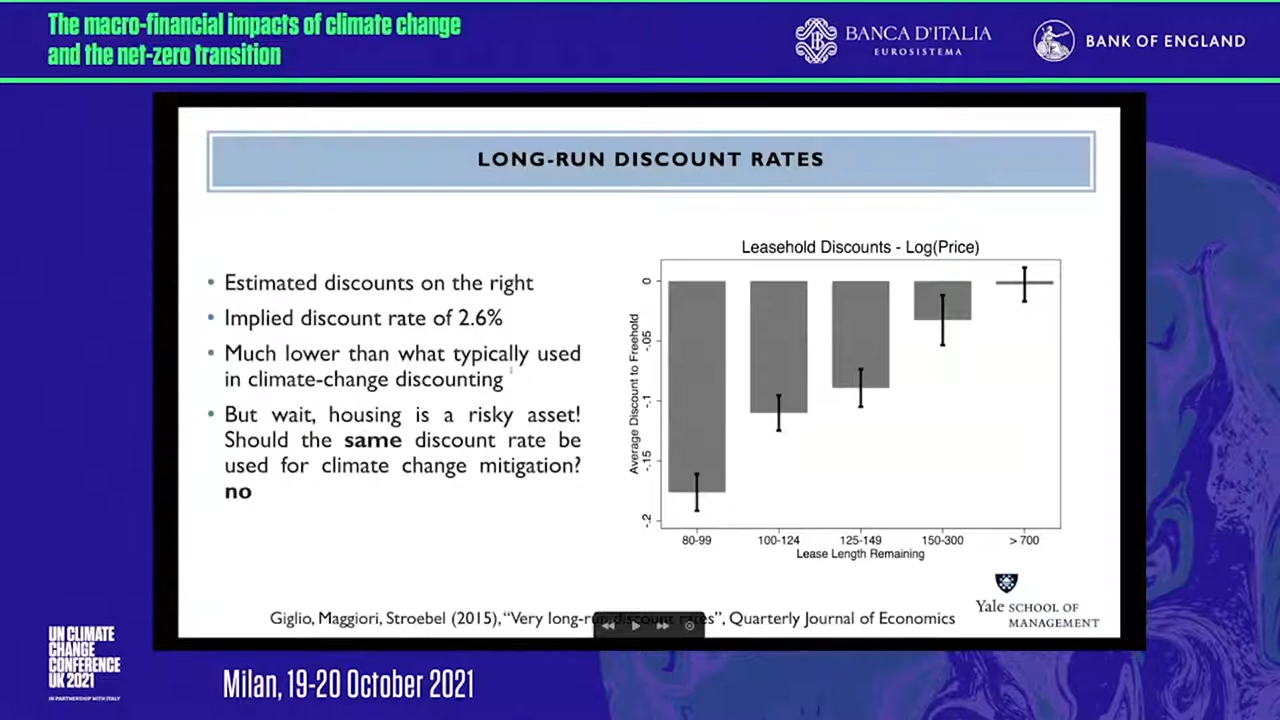 The macro-financial impacts of climate change
and the net-zero transition
BANCA D'ITALIA
EUROSISTEMA
BANK OF ENGLAND
LONG-RUN DISCOUNT RATES
• Estimated discounts on the right
• Implied discount rate of 2.6%
• Much lower than what typically used
in climate-change discounting
• But wait, housing is a risky asset!
Should the same discount rate be
used for climate change mitigation?
no
Leasehold Discounts - Log(Price)
Average Discount to Freehold
0
-.05
-.1
-.15
-.2
80-99 100-124 125-149 150-300 > 700
Lease Length Remaining
Giglio, Maggiori, Stroebel (2015), “Very long-run discount rates”, Quarterly Journal of Economics
Yale SCHOOL OF
MANAGEMENT
UN CLIMATE
CHANGE
CONFERENCE
UK 2021
IN PARTNERSHIP WITH ITALY
Milan, 19-20 October 2021